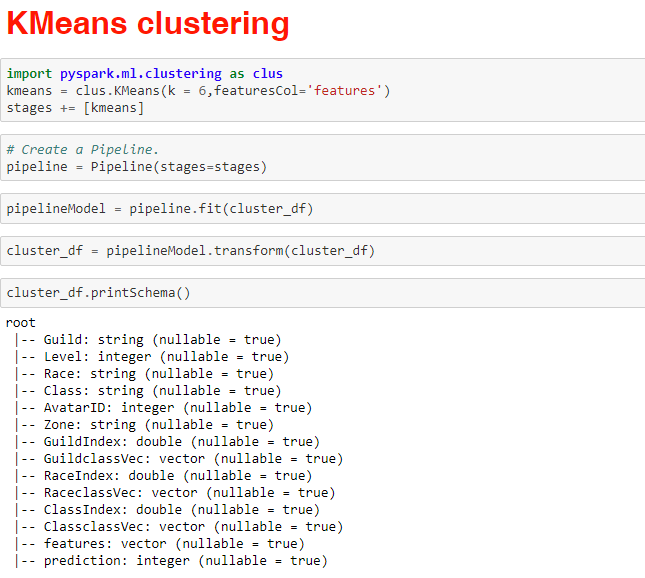 KMeans clustering
import pyspark.ml.clustering as clus
kmeans = clus.KMeans(k = 6,featuresCol='features')
stages += [kmeans]
# Create a Pipeline.
pipeline = Pipeline(stages=stages)
pipelineModel = pipeline.fit(cluster_df)
cluster_df = pipelineModel.transform(cluster_df)
cluster_df.printSchema()
root
|-- Guild: string (nullable = true)
|-- Level: integer (nullable = true)
|-- Race: string (nullable = true)
|-- Class: string (nullable = true)
|-- AvatarID: integer (nullable = true)
|-- Zone: string (nullable = true)
|-- GuildIndex: double (nullable = true)
|-- GuildclassVec: vector (nullable = true)
|-- RaceIndex: double (nullable = true)
|-- RaceclassVec: vector (nullable = true)
|-- ClassIndex: double (nullable = true)
|-- ClassclassVec: vector (nullable = true)
|-- features: vector (nullable = true)
|-- prediction: integer (nullable = true)